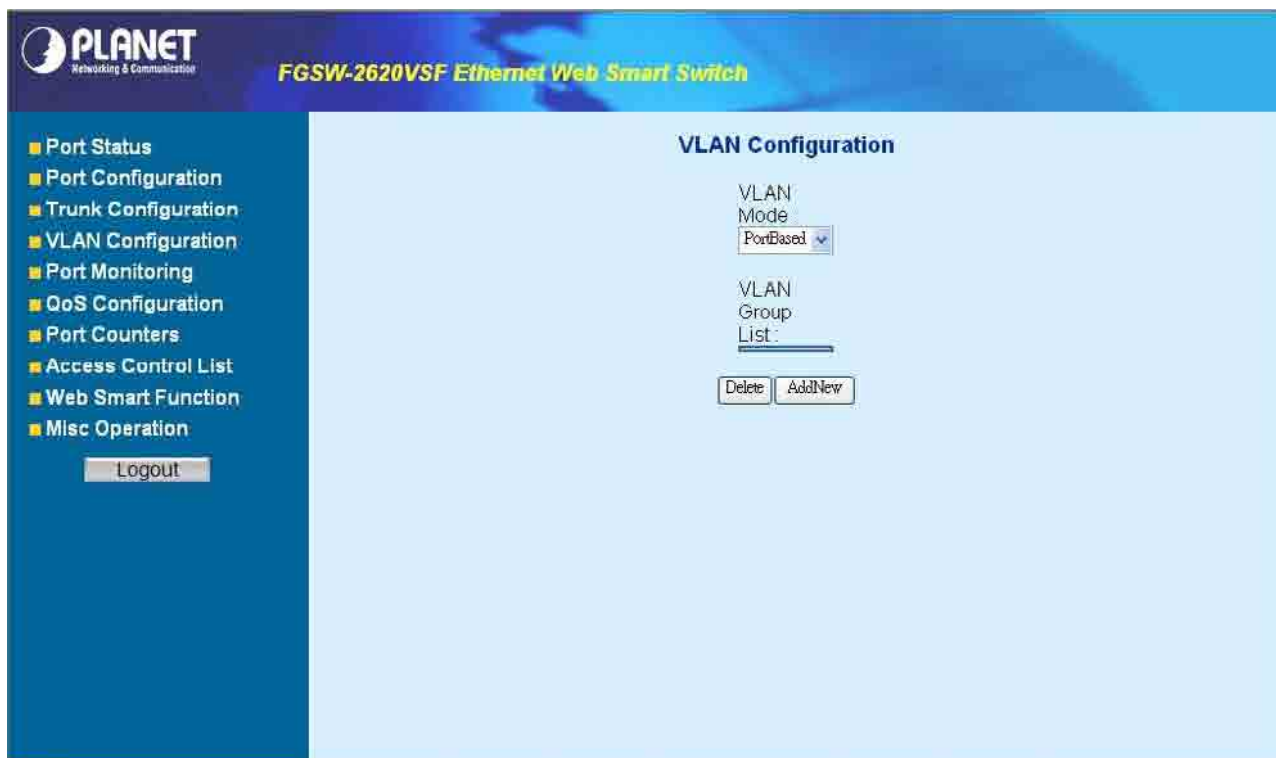 PLANET
Networking & Communication
FGSW-2620VSF Ethernet Web Smart Switch
Port Status
Port Configuration
Trunk Configuration
VLAN Configuration
Port Monitoring
QoS Configuration
Port Counters
Access Control List
Web Smart Function
Misc Operation
Logout
VLAN Configuration
VLAN
Mode
PortBased
VLAN
Group
List :
Delete AddNew